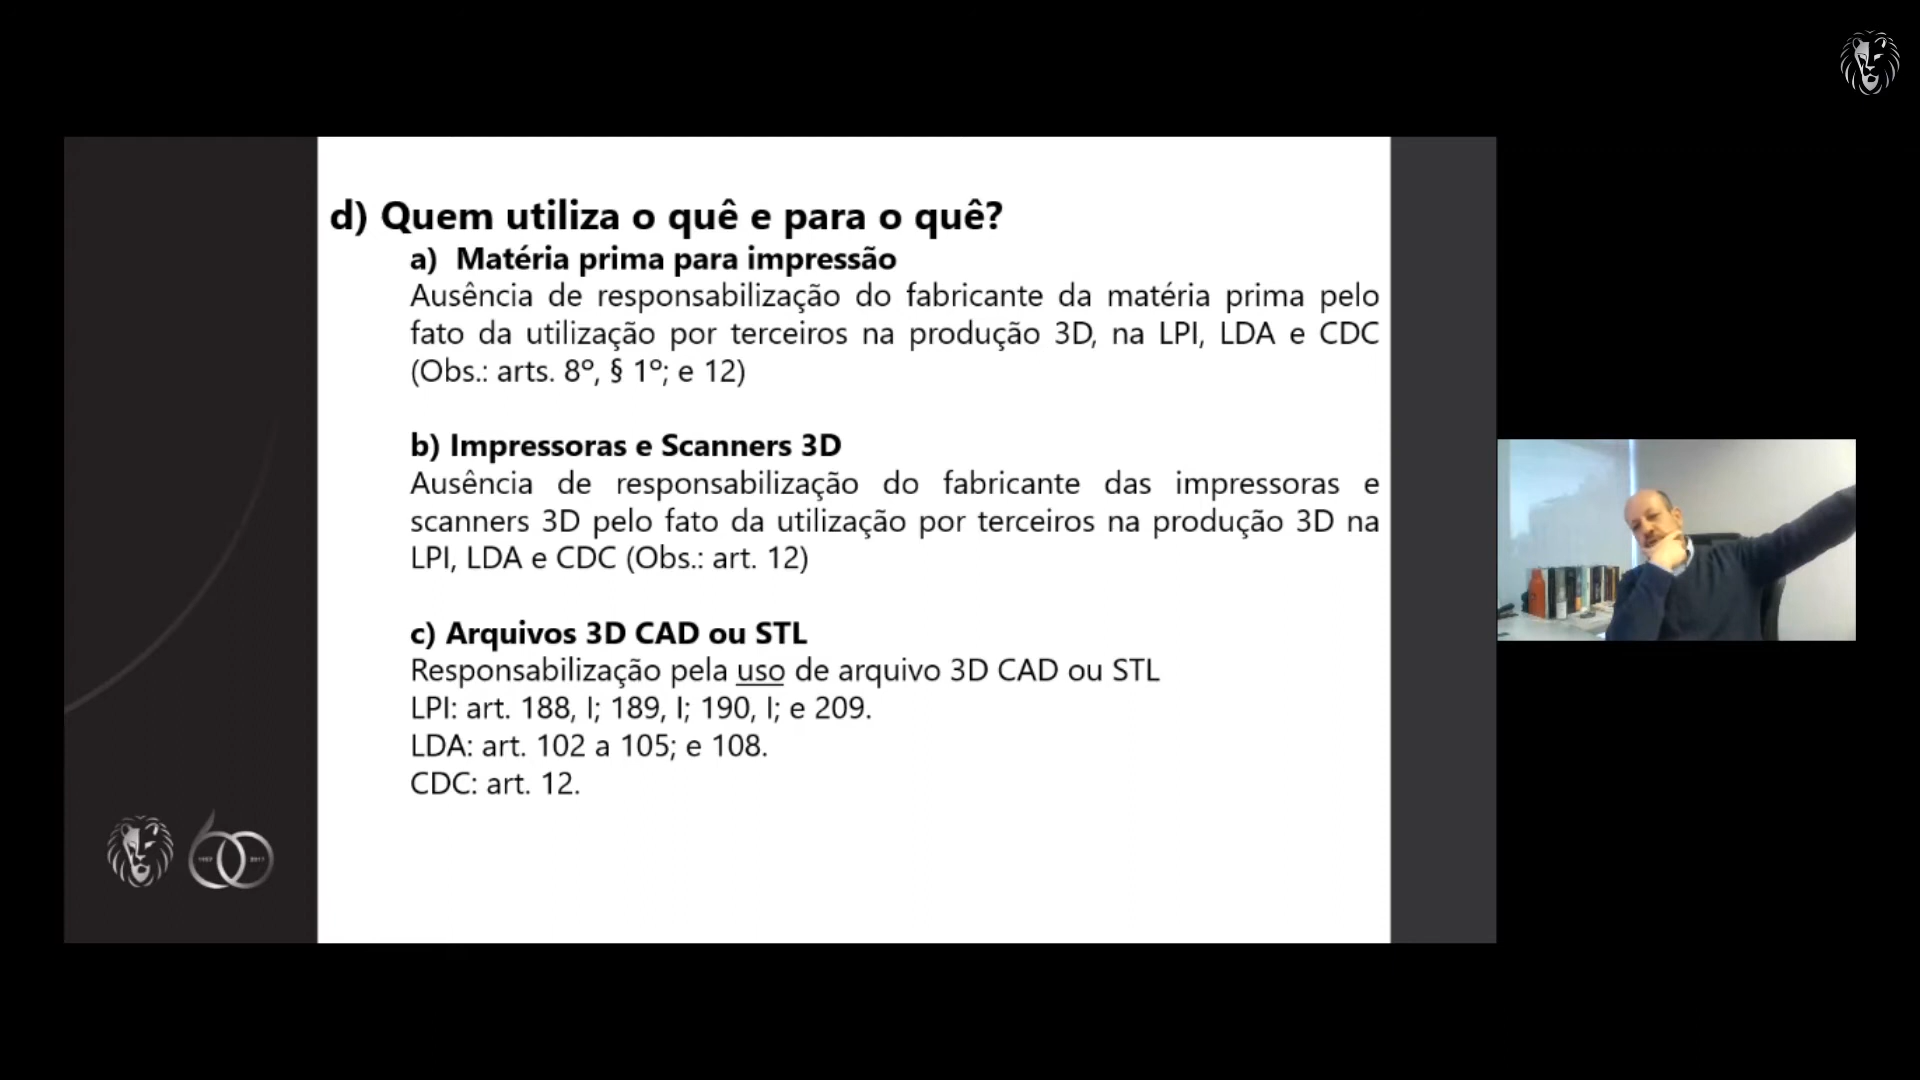 d) Quem utiliza o quê e para o quê?
a) Matéria prima para impressão
Ausência de responsabilização do fabricante da matéria prima pelo
fato da utilização por terceiros na produção 3D, na LPI, LDA e CDC
(Obs.: arts. 8º, § 1º; e 12)
b) Impressoras e Scanners 3D
Ausência de responsabilização do fabricante das impressoras e
scanners 3D pelo fato da utilização por terceiros na produção 3D na
LPI, LDA e CDC (Obs.: art. 12)
c) Arquivos 3D CAD ou STL
Responsabilização pela uso de arquivo 3D CAD ou STL
LPI: art. 188, I; 189, I; 190, I; e 209.
LDA: art. 102 a 105; e 108.
CDC: art. 12.
60
1957 2017